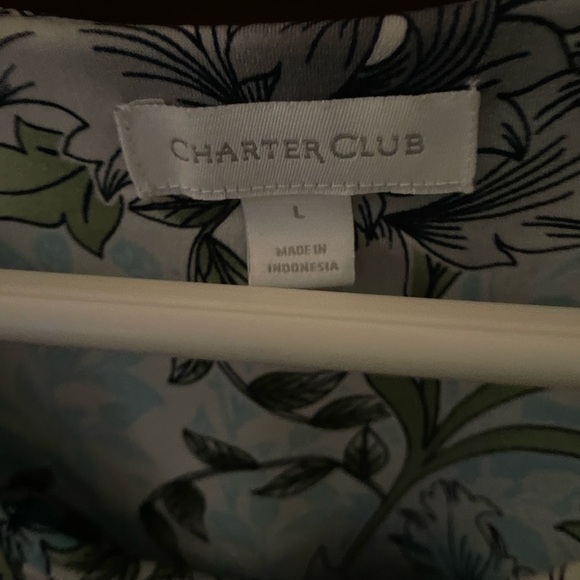 CHARTER CLUB
L
MADE IN
INDONESIA